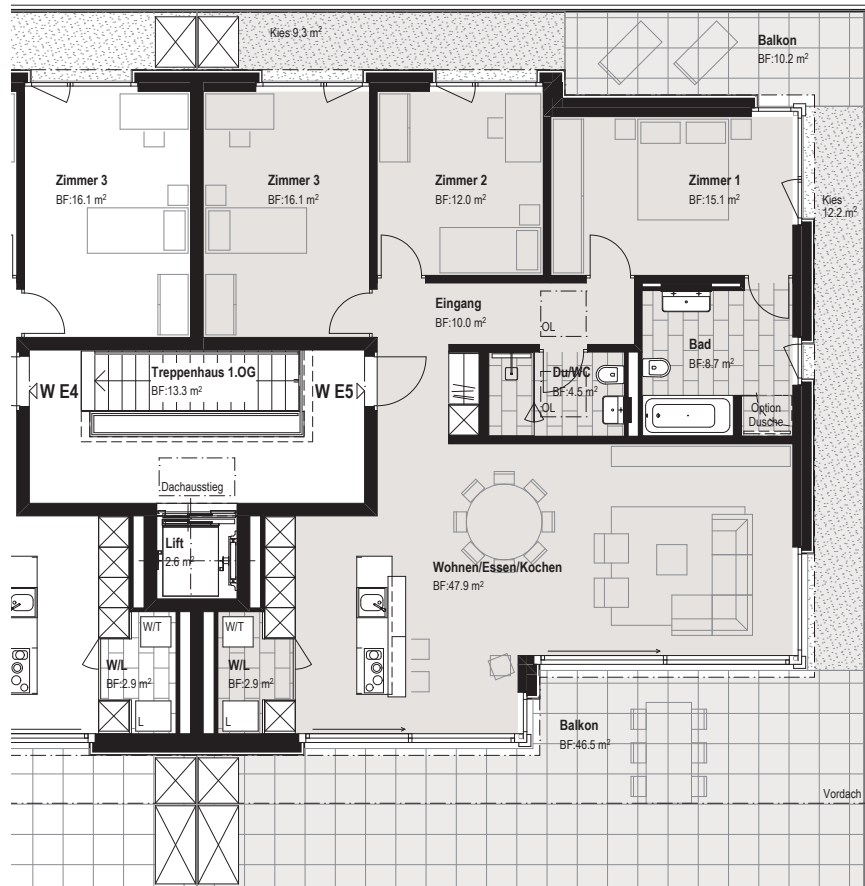 Kies 9.3 m²
Balkon
BF:10.2 m²
Zimmer 3
BF:16.1 m²
Zimmer 3
BF:16.1 m²
Zimmer 2
BF:12.0 m²
Zimmer 1
BF:15.1 m²
Kies
12.2 m²
Eingang
BF:10.0 m²
OL
Bad
BF:8.7 m²
Treppenhaus 1.OG
BF:13.3 m²
W E4
W E5
Du/WC
BF:4.5 m²
OL
Option
Dusche
Dachausstieg
Lift
2.6 m²
Wohnen/Essen/Kochen
BF:47.9 m²
W/T
W/T
W/L
BF:2.9 m²
W/L
BF:2.9 m²
L
L
Balkon
BF:46.5 m²
Vordach